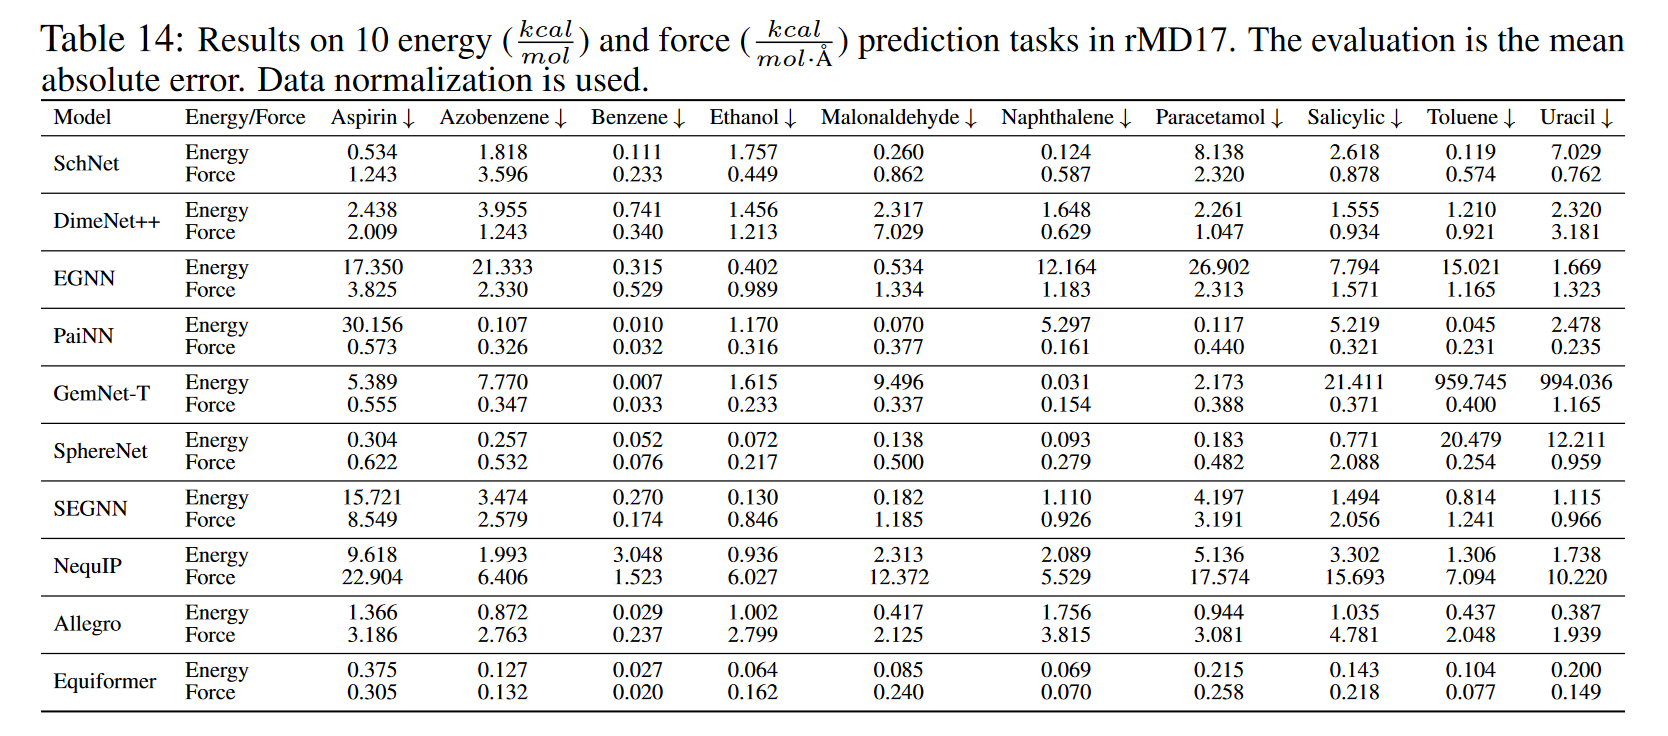 Table 14: Results on 10 energy (kcal/mol) and force (kcal/mol·Å) prediction tasks in rMD17. The evaluation is the mean
absolute error. Data normalization is used.
Model Energy/Force Aspirin ↓ Azobenzene ↓ Benzene ↓ Ethanol ↓ Malonaldehyde ↓ Naphthalene ↓ Paracetamol ↓ Salicylic ↓ Toluene ↓ Uracil ↓
SchNet Energy 0.534 1.818 0.111 1.757 0.260 0.124 8.138 2.618 0.119 7.029
Force 1.243 3.596 0.233 0.449 0.862 0.587 2.320 0.878 0.574 0.762
DimeNet++ Energy 2.438 3.955 0.741 1.456 2.317 1.648 2.261 1.555 1.210 2.320
Force 2.009 1.243 0.340 1.213 7.029 0.629 1.047 0.934 0.921 3.181
EGNN Energy 17.350 21.333 0.315 0.402 0.534 12.164 26.902 7.794 15.021 1.669
Force 3.825 2.330 0.529 0.989 1.334 1.183 2.313 1.571 1.165 1.323
PaiNN Energy 30.156 0.107 0.010 1.170 0.070 5.297 0.117 5.219 0.045 2.478
Force 0.573 0.326 0.032 0.316 0.377 0.161 0.440 0.321 0.231 0.235
GemNet-T Energy 5.389 7.770 0.007 1.615 9.496 0.031 2.173 21.411 959.745 994.036
Force 0.555 0.347 0.033 0.233 0.337 0.154 0.388 0.371 0.400 1.165
SphereNet Energy 0.304 0.257 0.052 0.072 0.138 0.093 0.183 0.771 20.479 12.211
Force 0.622 0.532 0.076 0.217 0.500 0.279 0.482 2.088 0.254 0.959
SEGNN Energy 15.721 3.474 0.270 0.130 0.182 1.110 4.197 1.494 0.814 1.115
Force 8.549 2.579 0.174 0.846 1.185 0.926 3.191 2.056 1.241 0.966
NequIP Energy 9.618 1.993 3.048 0.936 2.313 2.089 5.136 3.302 1.306 1.738
Force 22.904 6.406 1.523 6.027 12.372 5.529 17.574 15.693 7.094 10.220
Allegro Energy 1.366 0.872 0.029 1.002 0.417 1.756 0.944 1.035 0.437 0.387
Force 3.186 2.763 0.237 2.799 2.125 3.815 3.081 4.781 2.048 1.939
Equiformer Energy 0.375 0.127 0.027 0.064 0.085 0.069 0.215 0.143 0.104 0.200
Force 0.305 0.132 0.020 0.162 0.240 0.070 0.258 0.218 0.077 0.149